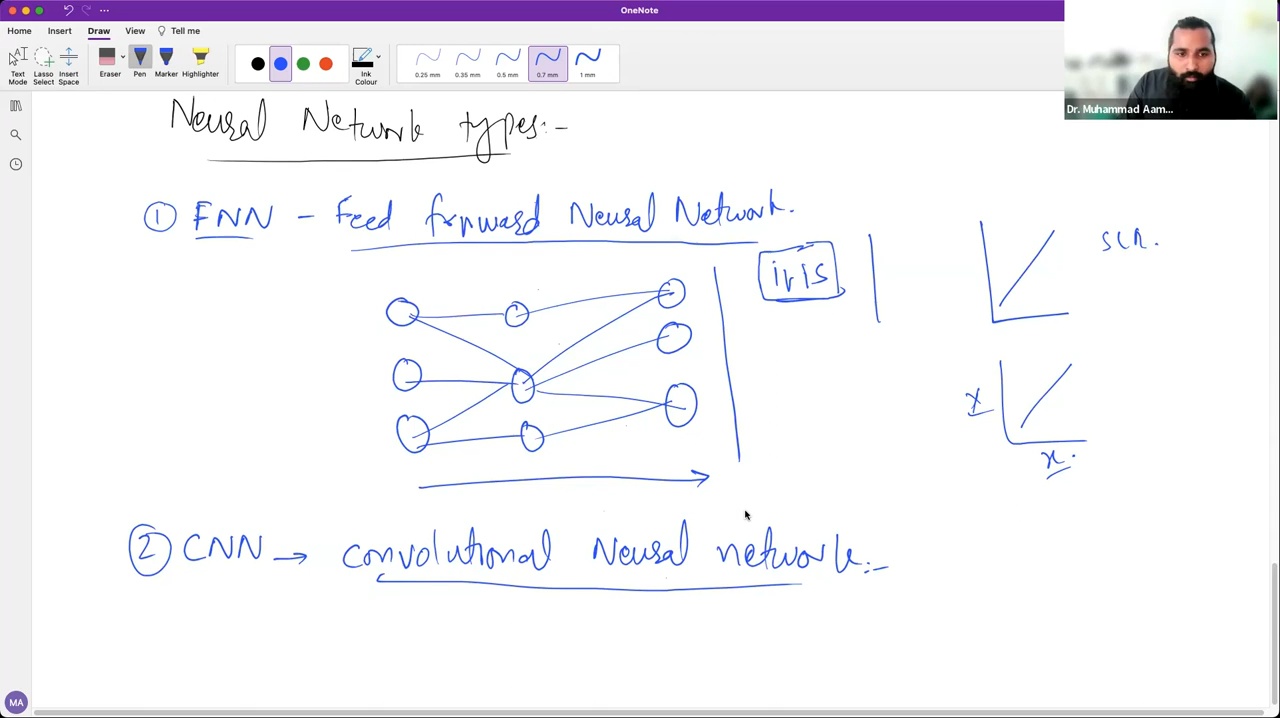 OneNote
Home Insert Draw View Tell me
Text Mode
Lasso Select
Insert Space
Eraser
Pen
Marker
Highlighter
Ink Colour
0.25 mm
0.35 mm
0.5 mm
0.7 mm
1 mm
Dr. Muhammad Aam...
Neural Network types:-
① FNN - Feed forward Neural Network.
iris
SLR.
x.
② CNN → convolutional Neural network:-
MA